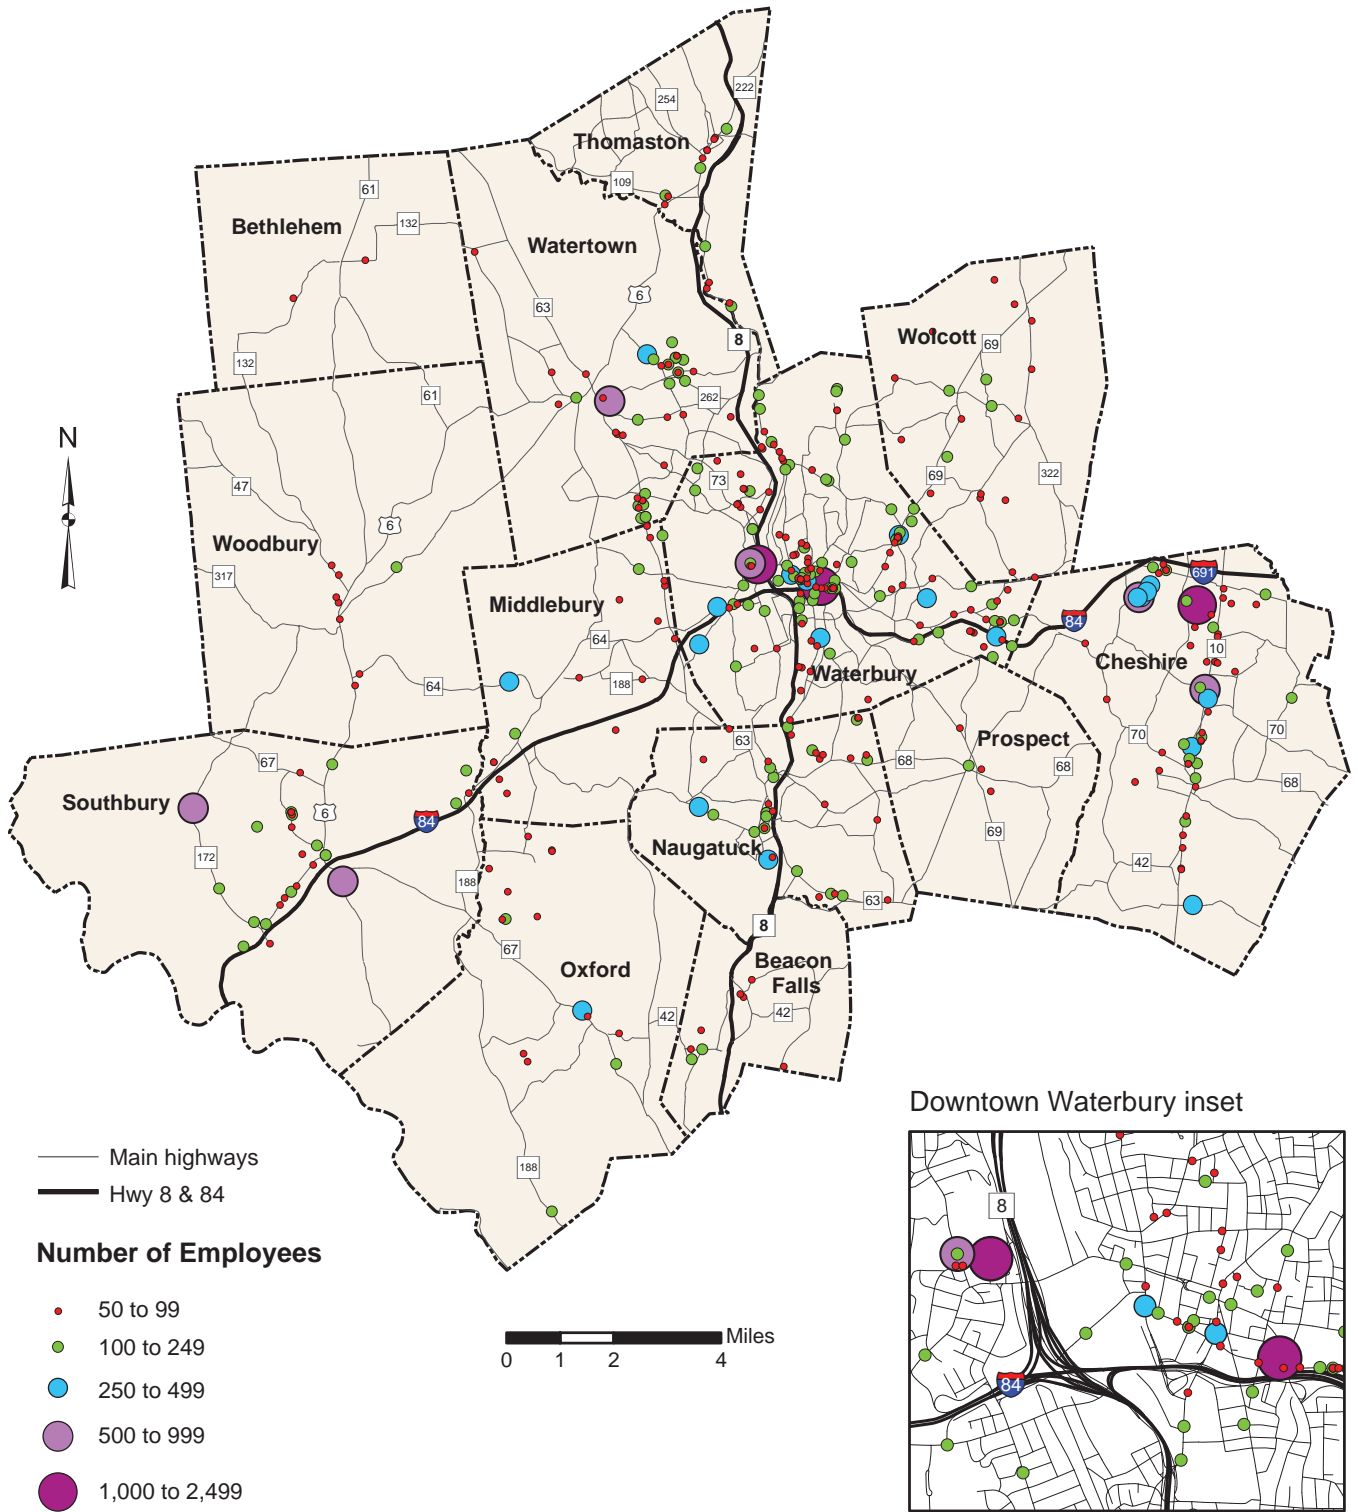 222
254
Thomaston
109
61
132
Bethlehem
Watertown
6
63
8
Wolcott
69
132
61
262
N
73
69
322
47
6
Woodbury
317
691
Middlebury
84
64
10
Cheshire
188
64
Waterbury
63
Prospect
70
70
67
68
68
68
Southbury
6
84
69
Naugatuck
172
42
188
63
8
67
Oxford
Beacon
Falls
42
42
188
Downtown Waterbury inset
8
84
Main highways
Hwy 8 & 84
Number of Employees
50 to 99
100 to 249
250 to 499
500 to 999
1,000 to 2,499
Miles
0 1 2 4